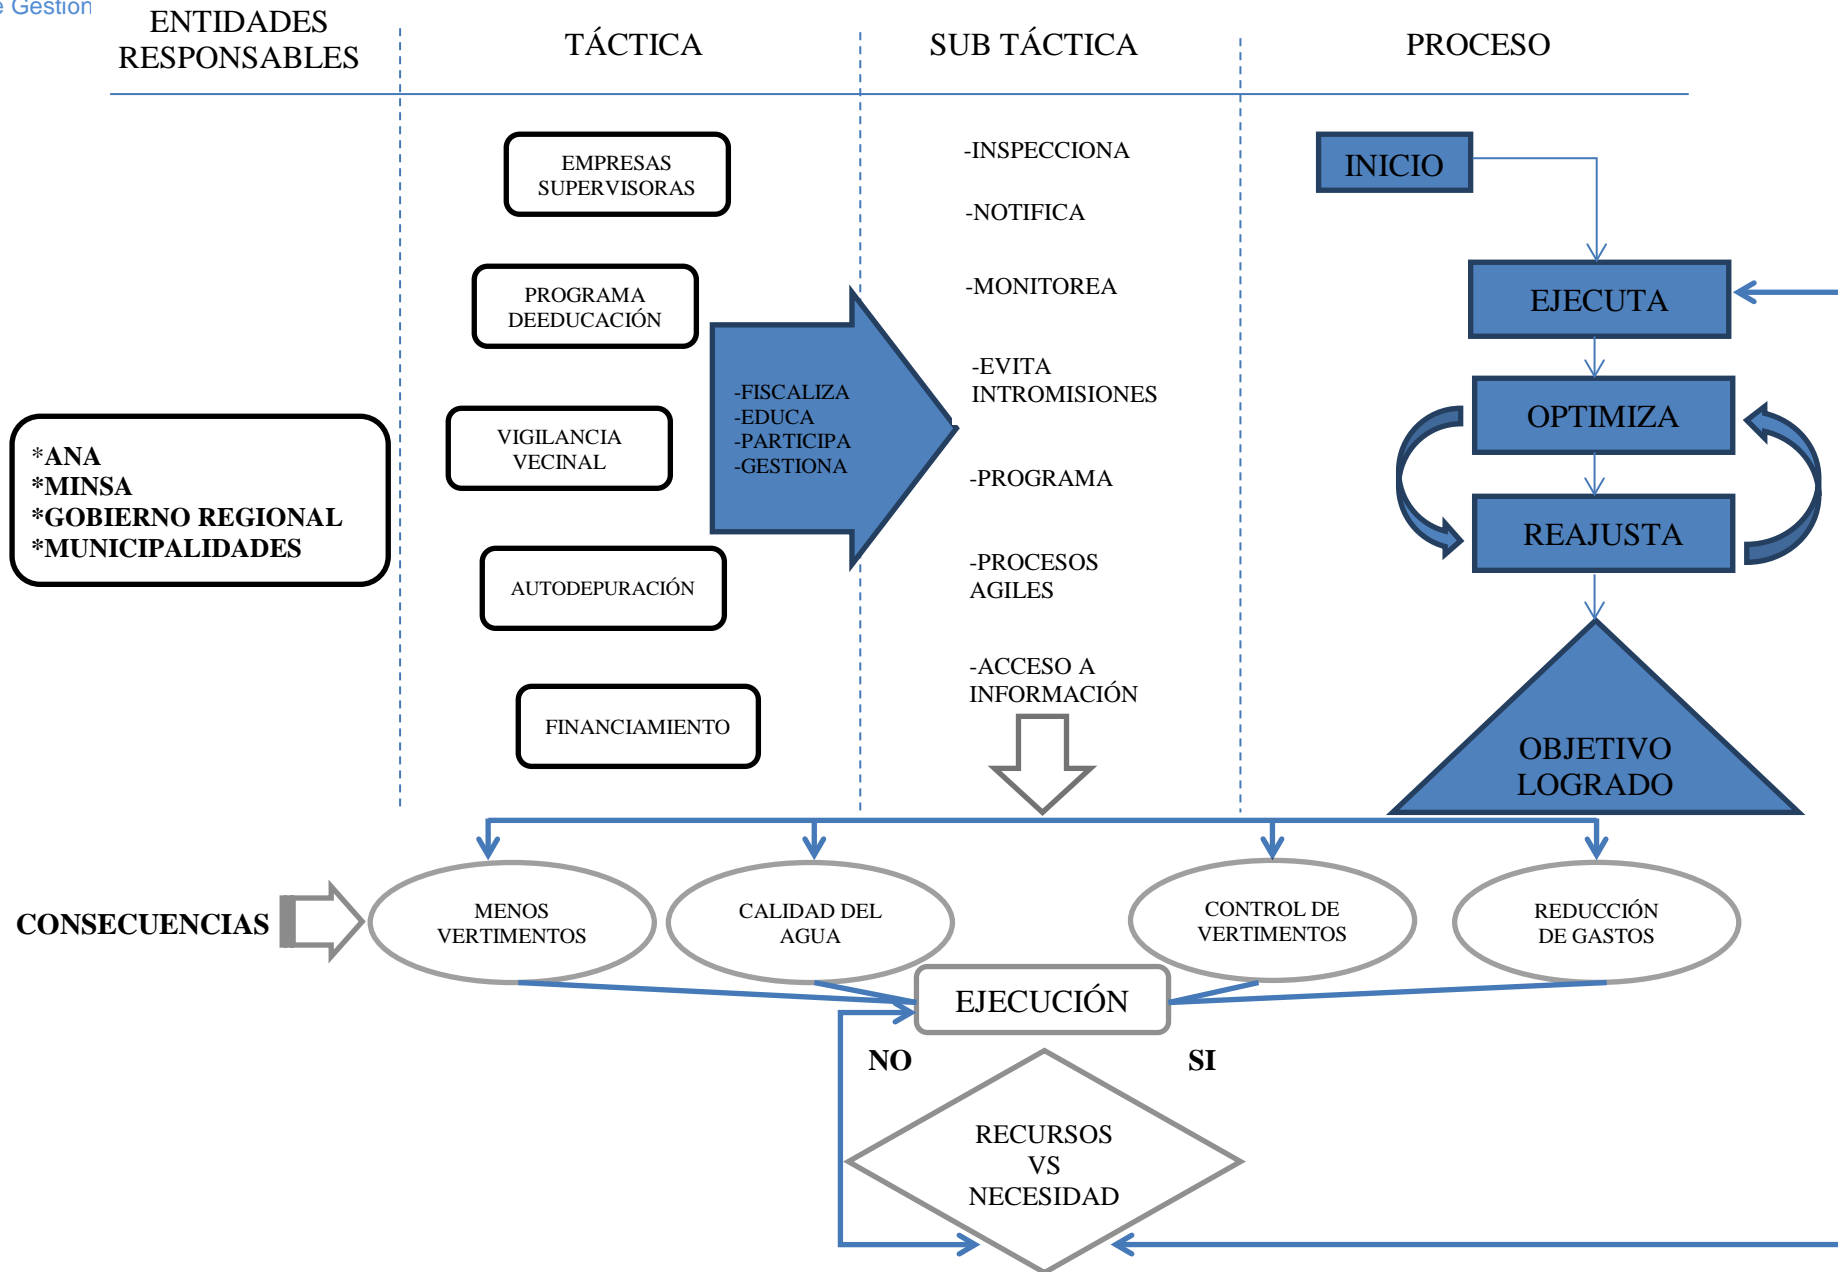 e Gestion
ENTIDADES
RESPONSABLES
TÁCTICA
SUB TÁCTICA
PROCESO
*ANA
*MINSA
*GOBIERNO REGIONAL
*MUNICIPALIDADES
EMPRESAS
SUPERVISORAS
PROGRAMA
DEEDUCACIÓN
VIGILANCIA
VECINAL
AUTODEPURACIÓN
FINANCIAMIENTO
-FISCALIZA
-EDUCA
-PARTICIPA
-GESTIONA
-INSPECCIONA
-NOTIFICA
-MONITOREA
-EVITA
INTROMISIONES
-PROGRAMA
-PROCESOS
AGILES
-ACCESO A
INFORMACIÓN
INICIO
EJECUTA
OPTIMIZA
REAJUSTA
OBJETIVO
LOGRADO
CONSECUENCIAS
MENOS
VERTIMENTOS
CALIDAD DEL
AGUA
CONTROL DE
VERTIMENTOS
REDUCCIÓN
DE GASTOS
EJECUCIÓN
NO
SI
RECURSOS
VS
NECESIDAD